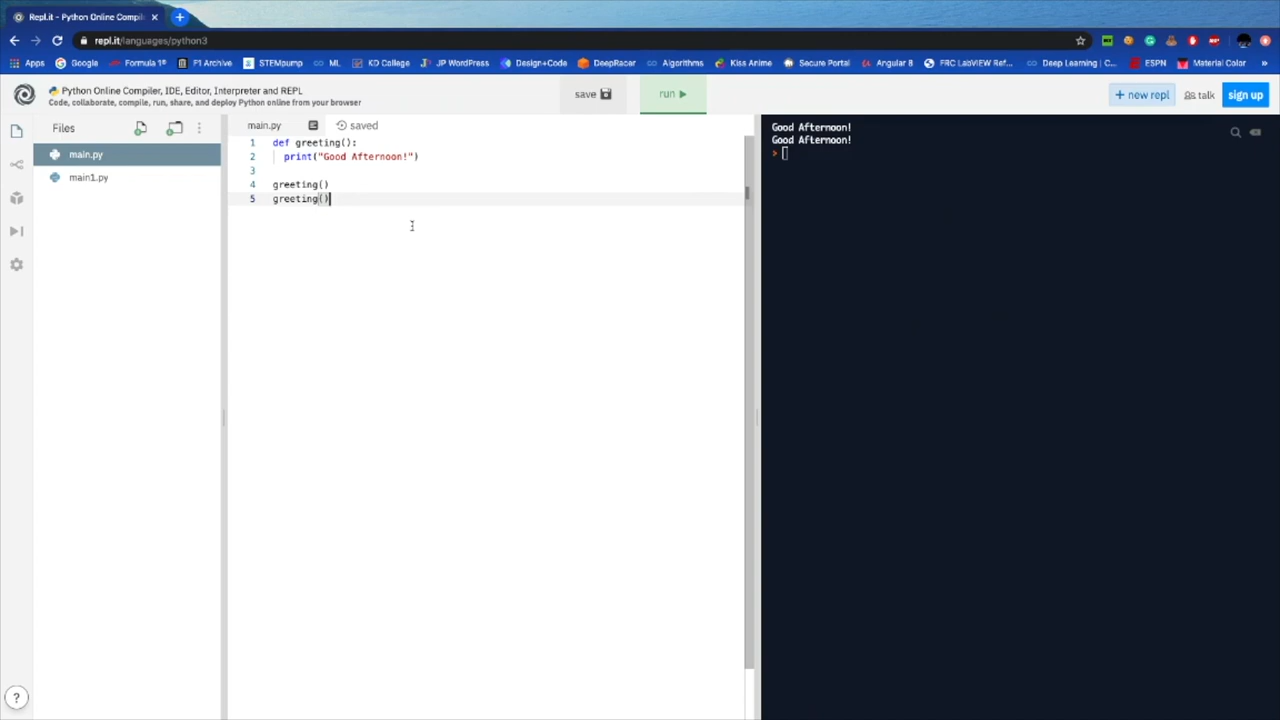 Repl.it - Python Online Compil
repl.it/languages/python3
Apps Google Formula 1® P1 Archive STEMpump ML KD College JP WordPress Design+Code DeepRacer Algorithms Kiss Anime Secure Portal Angular 8 FRC LabVIEW Ref... Deep Learning | C... ESPN Material Color »
Python Online Compiler, IDE, Editor, Interpreter and REPL
Code, collaborate, compile, run, share, and deploy Python online from your browser
save run + new repl talk sign up
Files main.py saved
main.py
main1.py
1 def greeting():
2 print("Good Afternoon!")
3
4 greeting()
5 greeting()
Good Afternoon!
Good Afternoon!
>
?